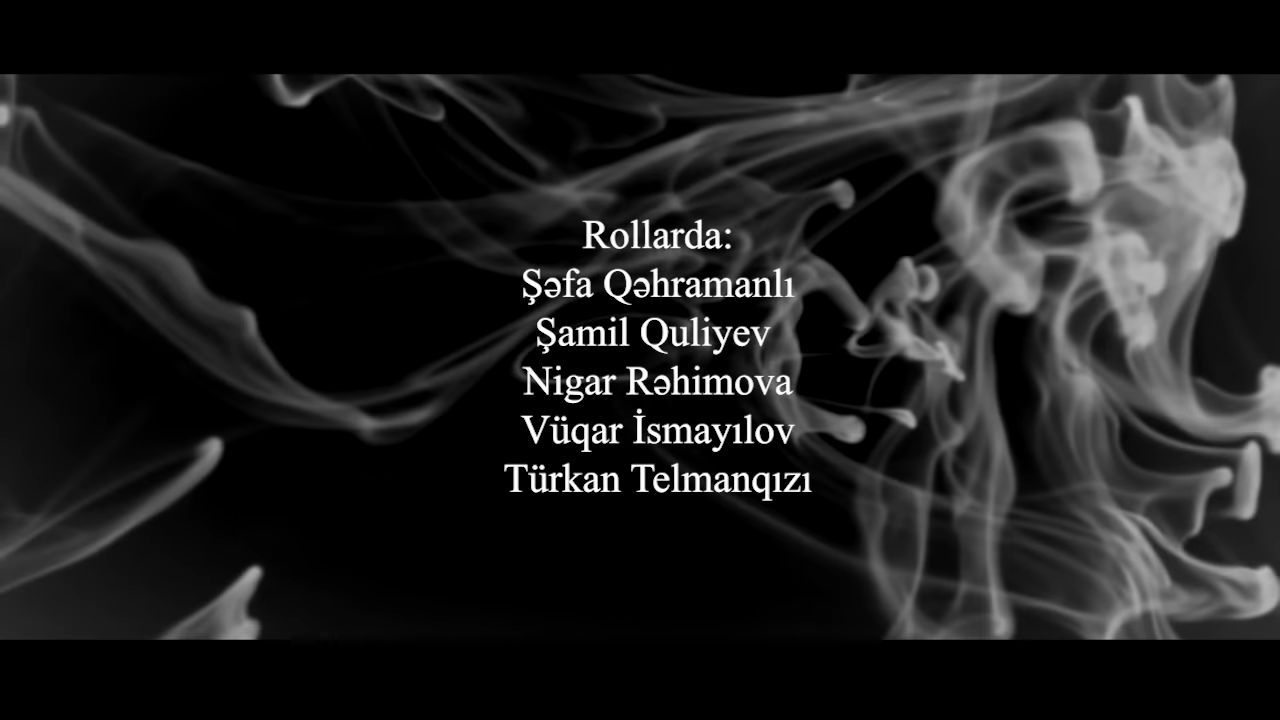 Rollarda:
Şəfa Qəhramanlı
Şamil Quliyev
Nigar Rəhimova
Vüqar İsmayılov
Türkan Telmanqızı